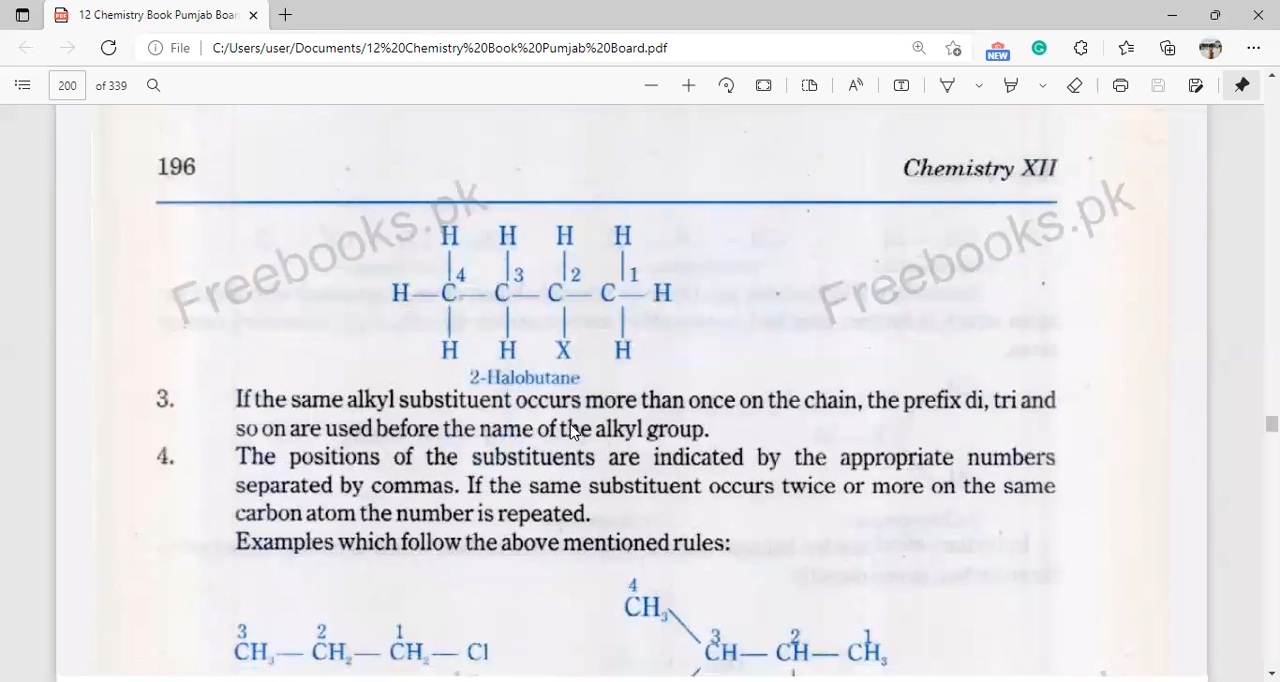 12 Chemistry Book Pumjab Boar
File C:/Users/user/Documents/12%20Chemistry%20Book%20Pumjab%20Board.pdf
NEW
200 of 339
196 Chemistry XII
Freebooks.pk Freebooks.pk
H H H H
4 3 2 1
H — C — C — C — C — H
H H X H
2-Halobutane
3. If the same alkyl substituent occurs more than once on the chain, the prefix di, tri and
so on are used before the name of the alkyl group.
4. The positions of the substituents are indicated by the appropriate numbers
separated by commas. If the same substituent occurs twice or more on the same
carbon atom the number is repeated.
Examples which follow the above mentioned rules:
4
CH₃
3 2 1 3 2 1
CH₃ — CH₂ — CH₂ — Cl CH — CH — CH₃